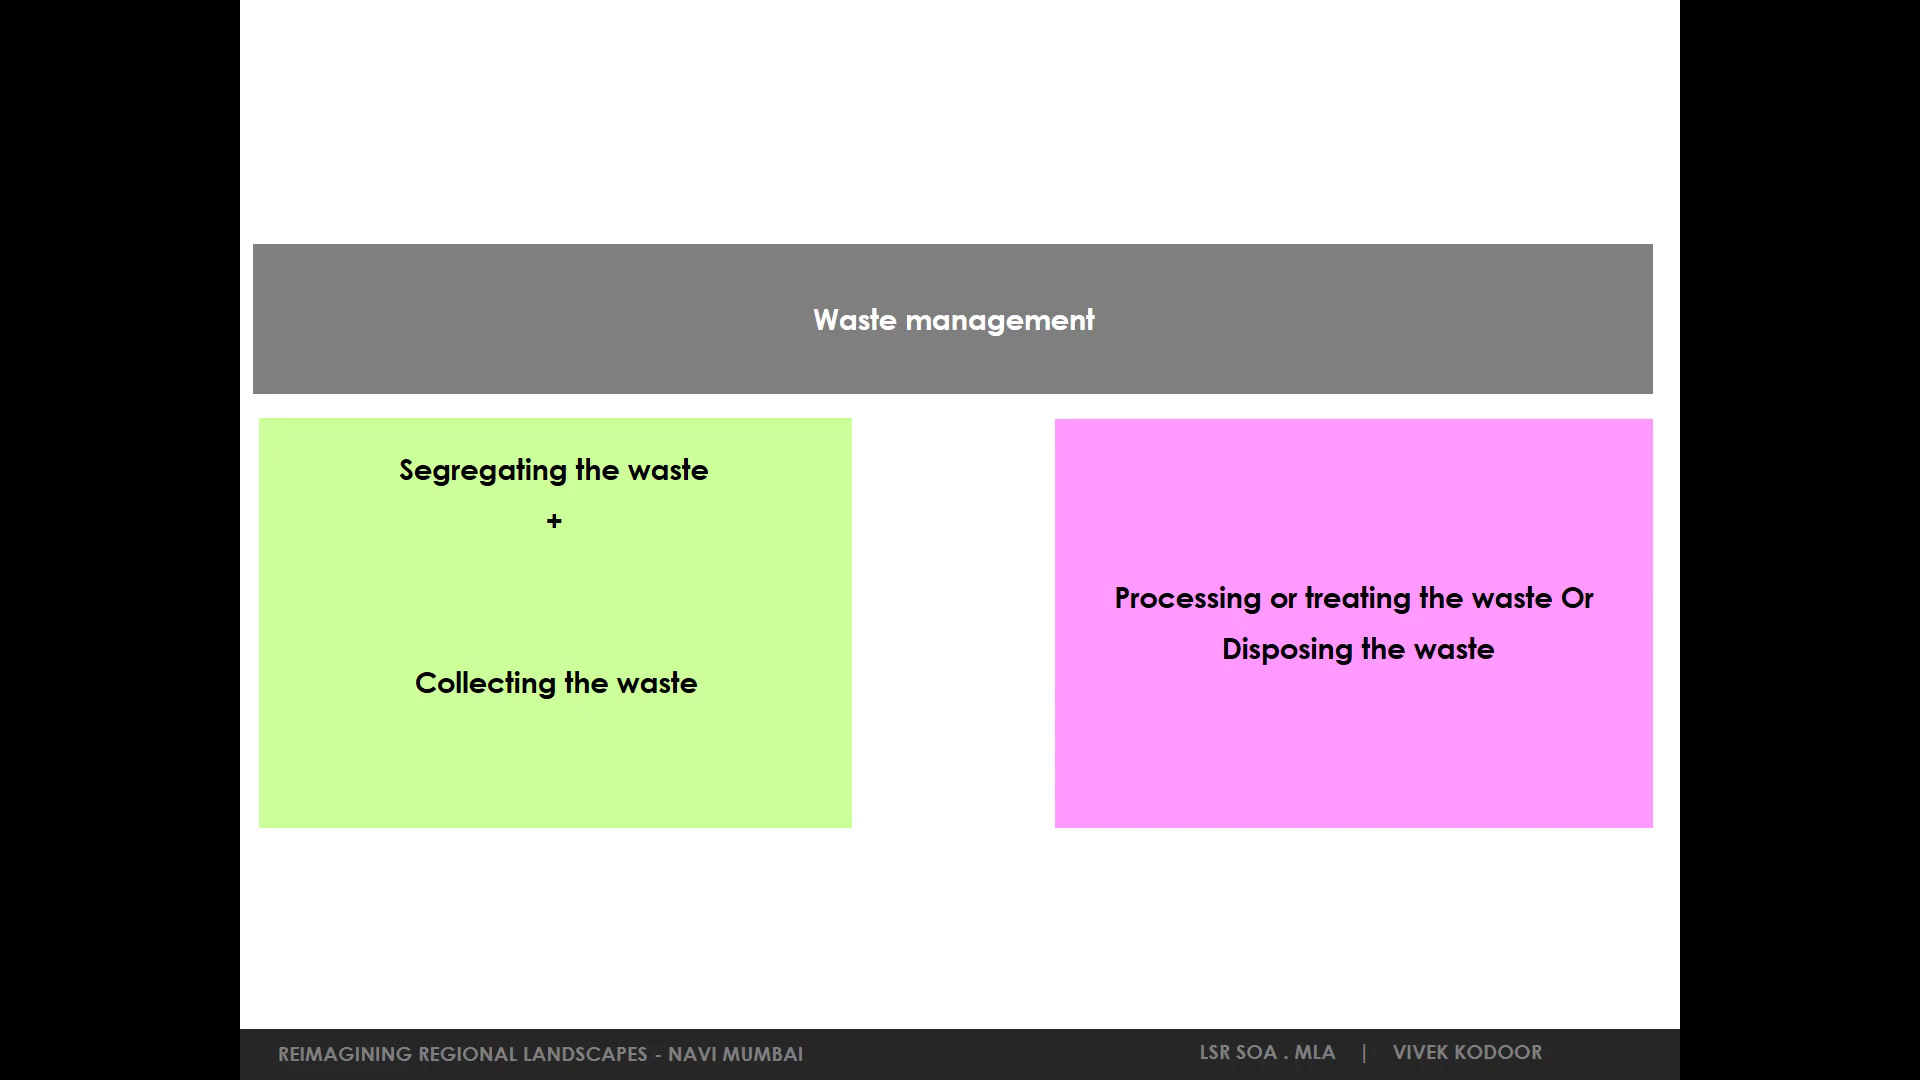 Waste management
Segregating the waste
+
Collecting the waste
Processing or treating the waste Or
Disposing the waste
REIMAGINING REGIONAL LANDSCAPES - NAVI MUMBAI
LSR SOA . MLA | VIVEK KODOOR